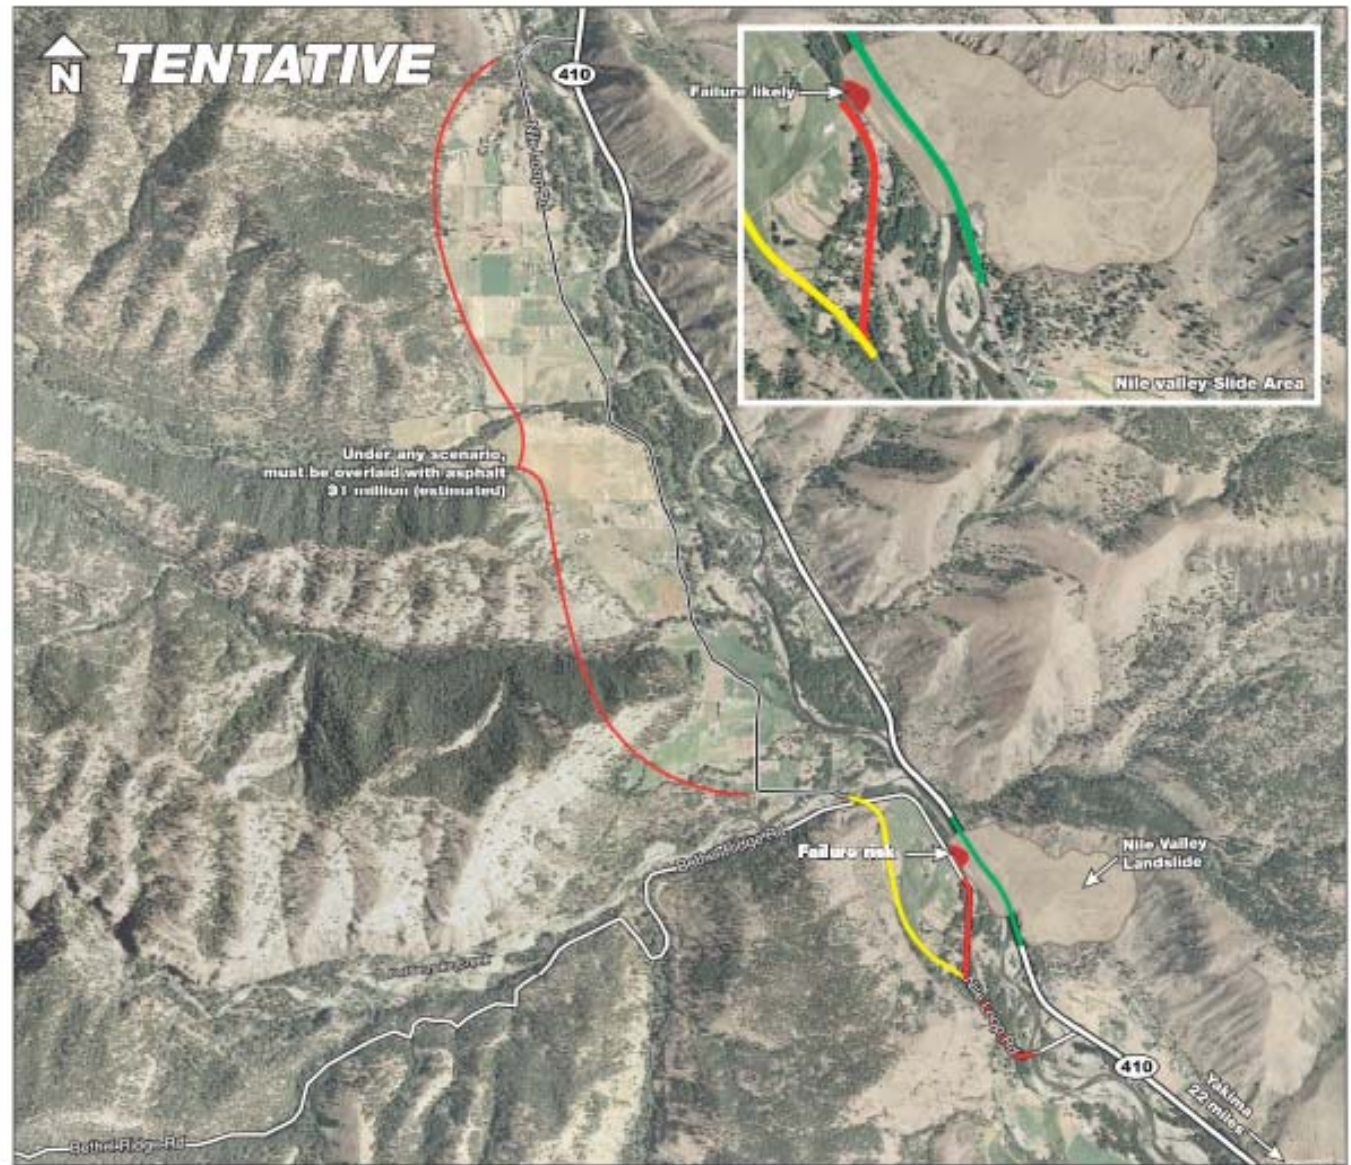 N
TENTATIVE
410
Failure likely
Nile valley Slide Area
Under any scenario,
must be overlaid with asphalt
$1 million (estimated)
Bethel Ridge Rd
Failure risk
Nile Valley
Landslide
410
Yakima
22 miles
Bethel Ridge Rd